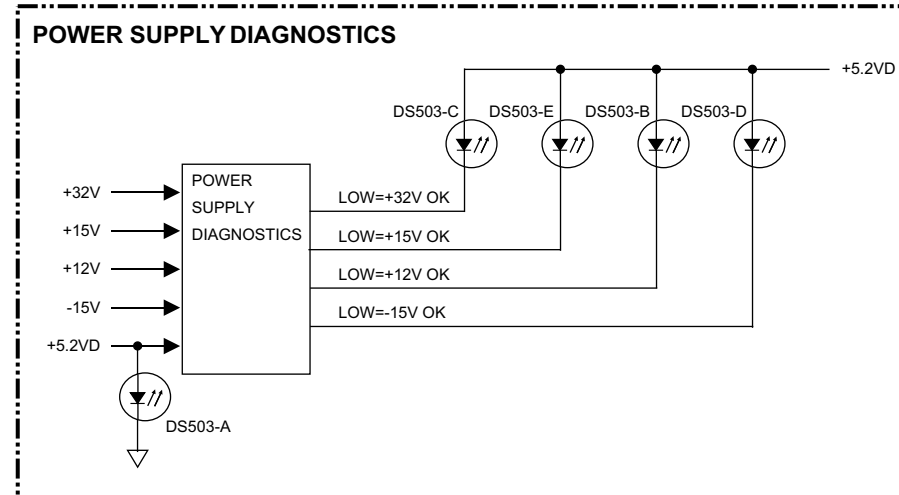 POWER SUPPLY DIAGNOSTICS
+5.2VD
DS503-C
DS503-E
DS503-B
DS503-D
+32V
+15V
+12V
-15V
+5.2VD
POWER
SUPPLY
DIAGNOSTICS
LOW=+32V OK
LOW=+15V OK
LOW=+12V OK
LOW=-15V OK
DS503-A